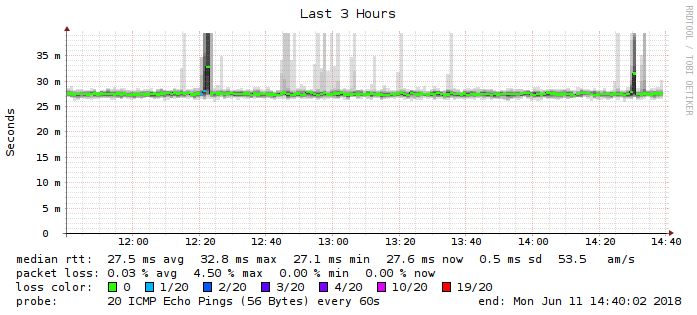 Last 3 Hours
RRDTOOL / TOBI OETIKER
Seconds
35 m
30 m
25 m
20 m
15 m
10 m
5 m
0
12:00 12:20 12:40 13:00 13:20 13:40 14:00 14:20 14:40
median rtt: 27.5 ms avg 32.8 ms max 27.1 ms min 27.6 ms now 0.5 ms sd 53.5 am/s
packet loss: 0.03 % avg 4.50 % max 0.00 % min 0.00 % now
loss color: 0 1/20 2/20 3/20 4/20 10/20 19/20
probe: 20 ICMP Echo Pings (56 Bytes) every 60s end: Mon Jun 11 14:40:02 2018